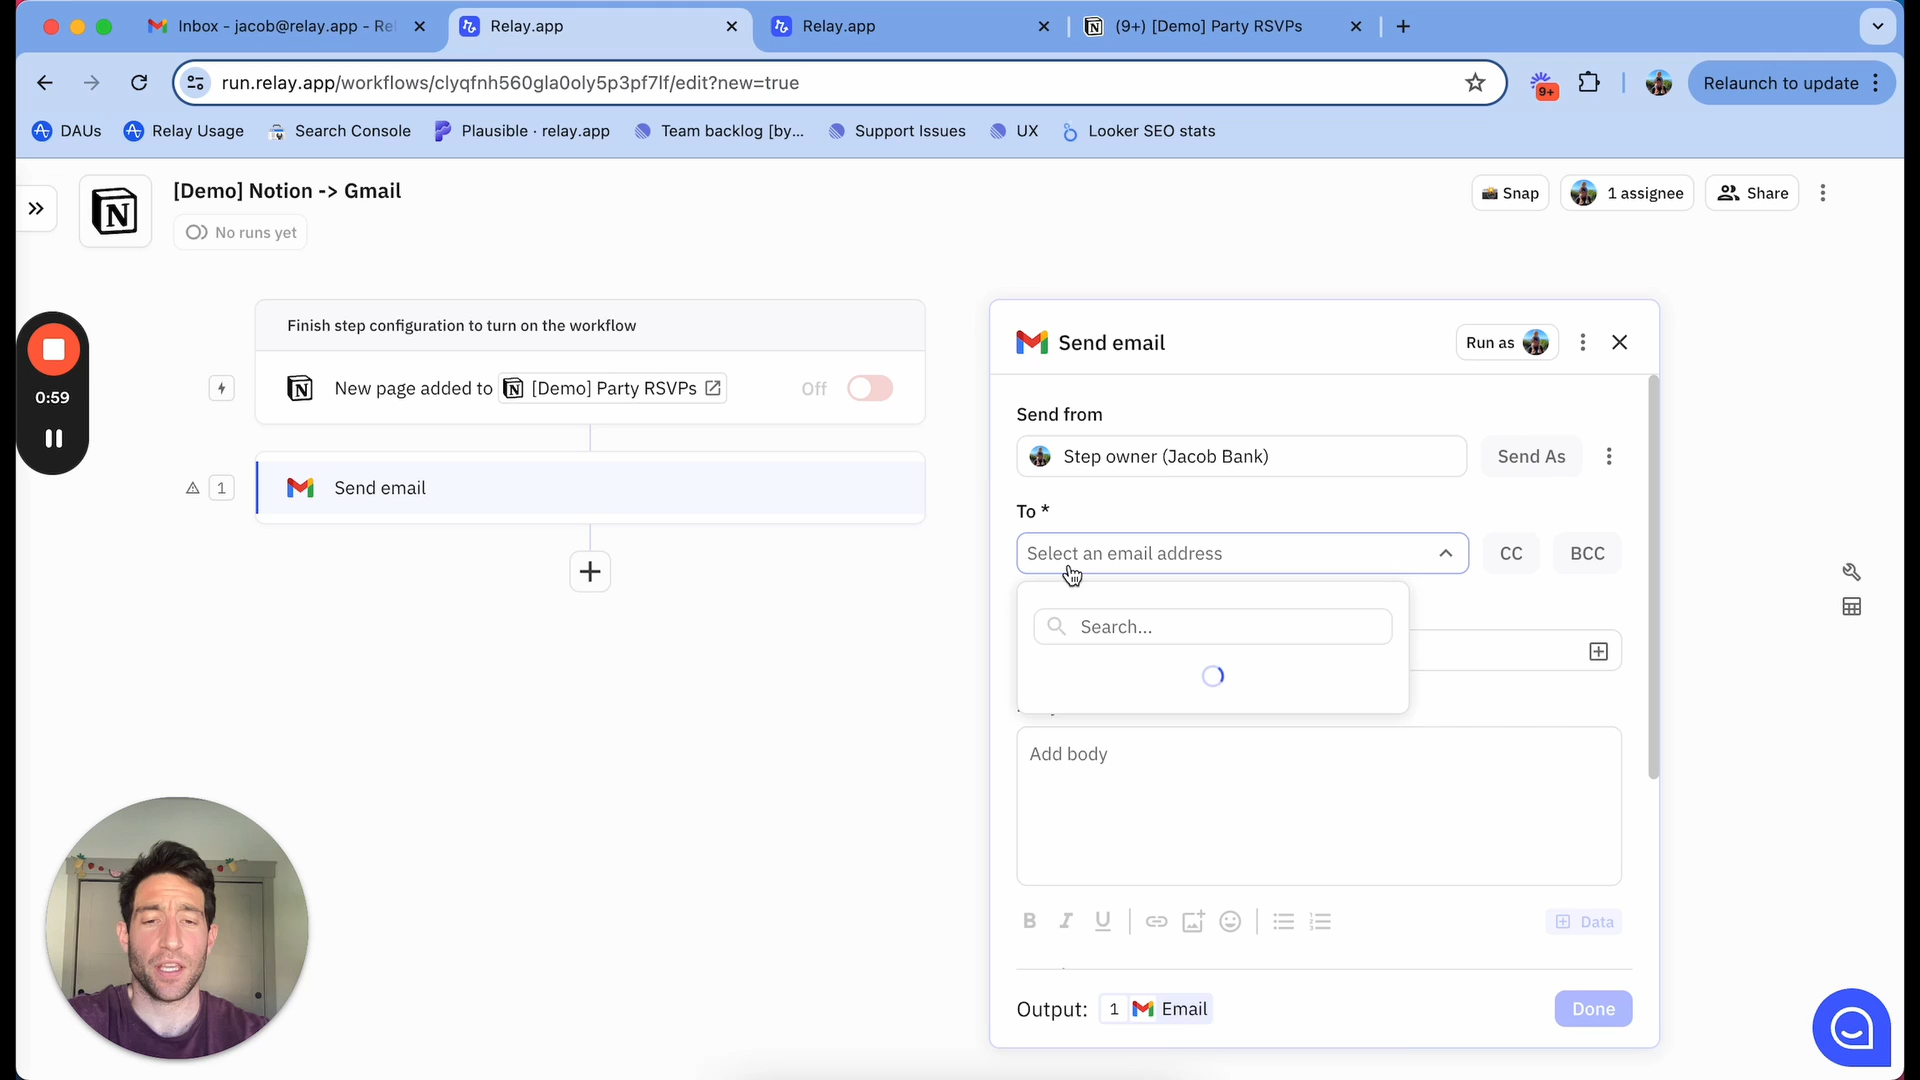 Inbox - jacob@relay.app - Rel
Relay.app
Relay.app
(9+) [Demo] Party RSVPs
run.relay.app/workflows/clyqfnh560gla0oly5p3pf7lf/edit?new=true
9+
Relaunch to update
DAUs
Relay Usage
Search Console
Plausible · relay.app
Team backlog [by...
Support Issues
UX
Looker SEO stats
[Demo] Notion -> Gmail
No runs yet
Snap
1 assignee
Share
Finish step configuration to turn on the workflow
New page added to [Demo] Party RSVPs
Off
0:59
1
Send email
Send email
Run as
Send from
Step owner (Jacob Bank)
Send As
To *
Select an email address
CC
BCC
Search...
Add body
B I U
Data
Output: 1 Email
Done